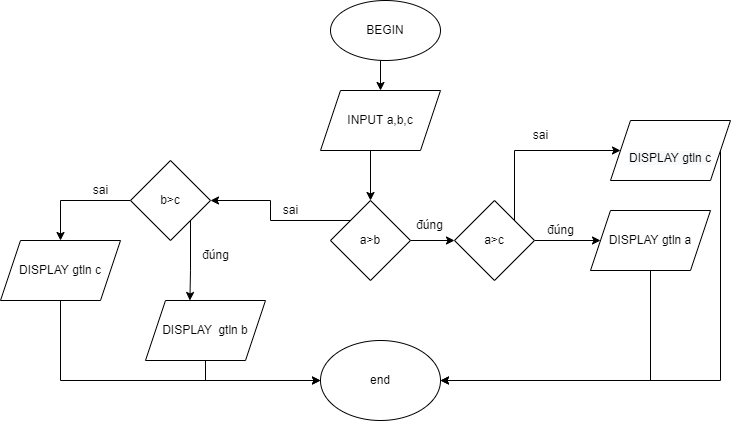 BEGIN
INPUT a,b,c
sai
DISPLAY gtln c
b>c
sai
sai
a>b
đúng
a>c
đúng
DISPLAY gtln a
DISPLAY gtln c
đúng
DISPLAY gtln b
end